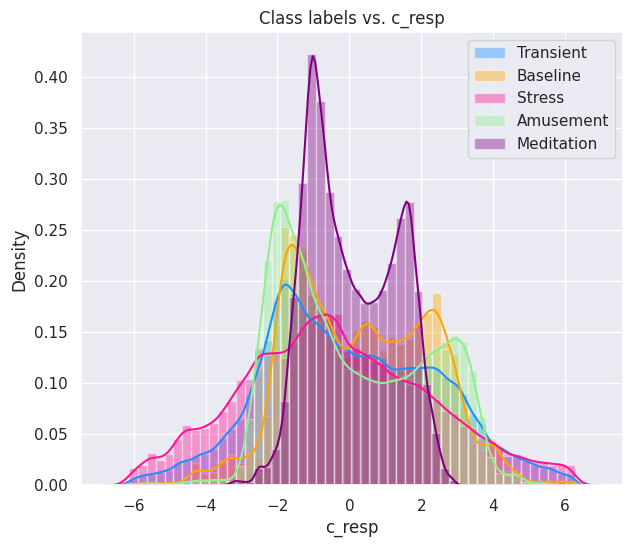 Class labels vs. c_resp
Transient
Baseline
Stress
Amusement
Meditation
Density
0.40
0.35
0.30
0.25
0.20
0.15
0.10
0.05
0.00
−6 −4 −2 0 2 4 6
c_resp